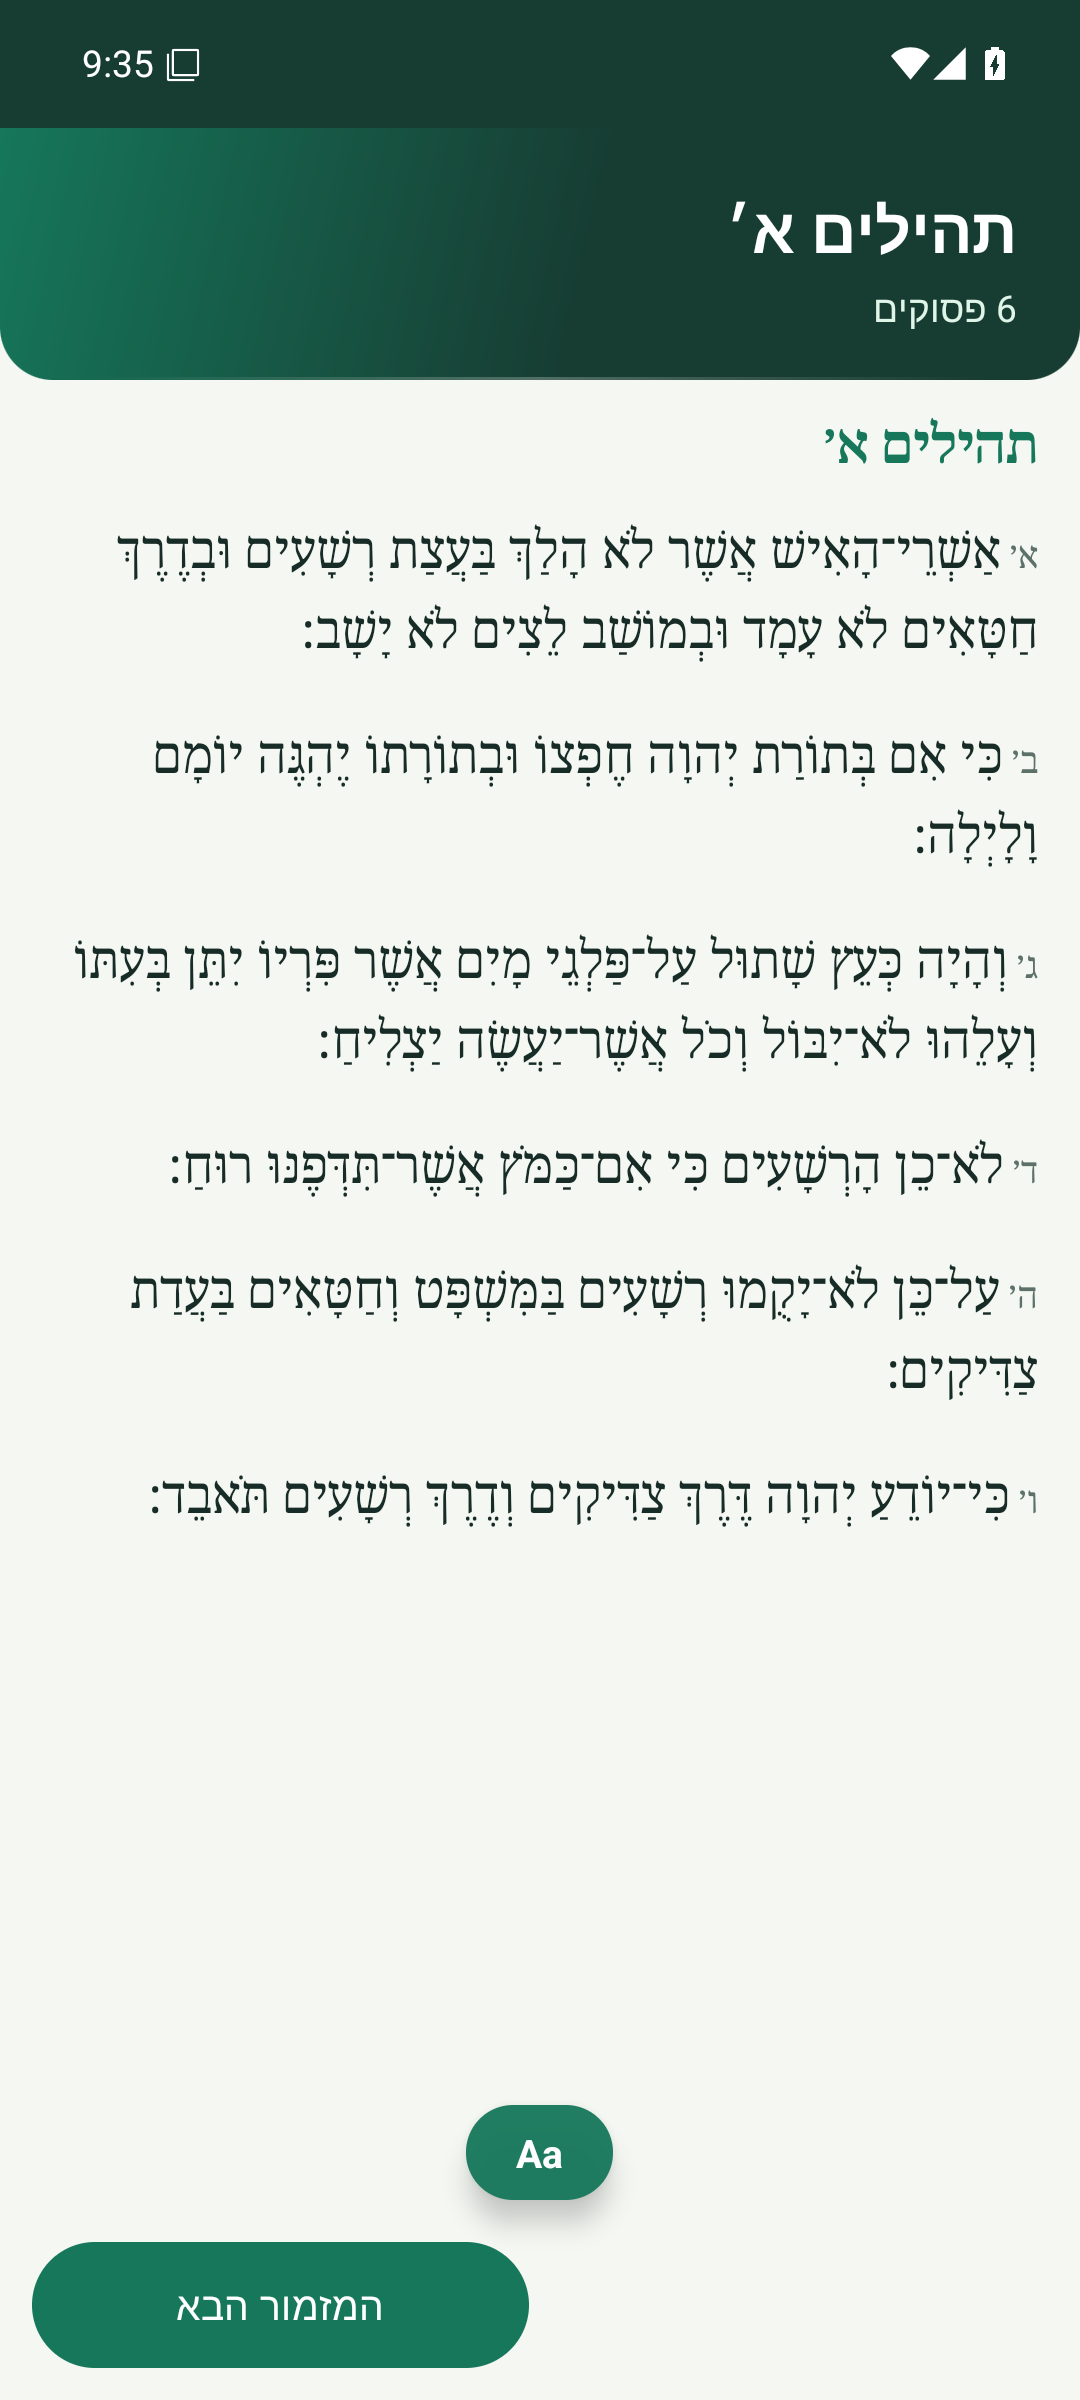 9:35
תהילים א׳
6 פסוקים
תהילים א׳
א׳ אַשְׁרֵי־הָאִישׁ אֲשֶׁר לֹא הָלַךְ בַּעֲצַת רְשָׁעִים וּבְדֶרֶךְ
חַטָּאִים לֹא עָמָד וּבְמוֹשַׁב לֵצִים לֹא יָשָׁב:
ב׳ כִּי אִם בְּתוֹרַת יְהוָה חֶפְצוֹ וּבְתוֹרָתוֹ יֶהְגֶּה יוֹמָם
וָלָיְלָה:
ג׳ וְהָיָה כְּעֵץ שָׁתוּל עַל־פַּלְגֵי מָיִם אֲשֶׁר פִּרְיוֹ יִתֵּן בְּעִתּוֹ
וְעָלֵהוּ לֹא־יִבּוֹל וְכֹל אֲשֶׁר־יַעֲשֶׂה יַצְלִיחַ:
ד׳ לֹא־כֵן הָרְשָׁעִים כִּי אִם־כַּמֹּץ אֲשֶׁר־תִּדְּפֶנּוּ רוּחַ:
ה׳ עַל־כֵּן לֹא־יָקֻמוּ רְשָׁעִים בַּמִּשְׁפָּט וְחַטָּאִים בַּעֲדַת
צַדִּיקִים:
ו׳ כִּי־יוֹדֵעַ יְהוָה דֶּרֶךְ צַדִּיקִים וְדֶרֶךְ רְשָׁעִים תֹּאבֵד:
Aa
המזמור הבא